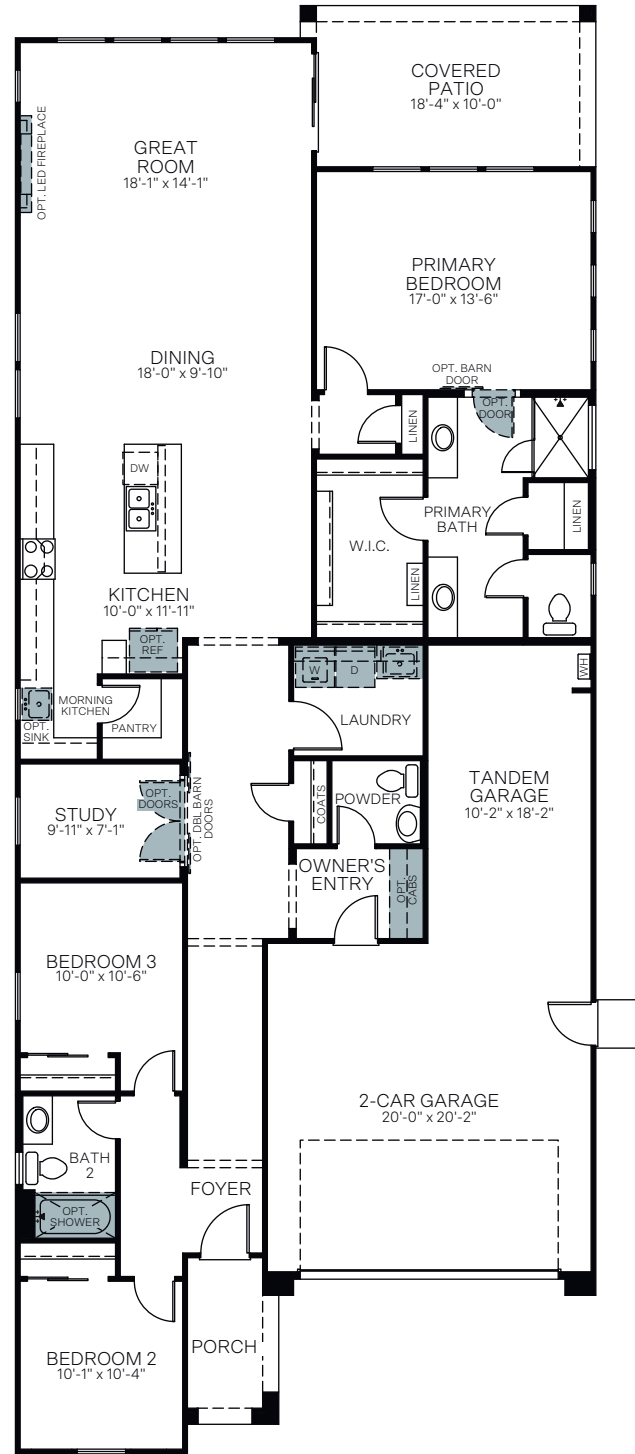 COVERED
PATIO
18'-4" x 10'-0"
GREAT
ROOM
18'-1" x 14'-1"
OPT. LED FIREPLACE
PRIMARY
BEDROOM
17'-0" x 13'-6"
DINING
18'-0" x 9'-10"
OPT. BARN
DOOR
OPT.
DOOR
LINEN
DW
PRIMARY
BATH
LINEN
W.I.C.
LINEN
KITCHEN
10'-0" x 11'-11"
OPT.
REF
W
D
WH
MORNING
KITCHEN
OPT.
SINK
PANTRY
LAUNDRY
TANDEM
GARAGE
10'-2" x 18'-2"
STUDY
9'-11" x 7'-1"
OPT.
DOORS
OPT. DBL BARN
DOORS
COATS
POWDER
OWNER'S
ENTRY
OPT.
CABS
BEDROOM 3
10'-0" x 10'-6"
2-CAR GARAGE
20'-0" x 20'-2"
BATH
2
FOYER
OPT.
SHOWER
PORCH
BEDROOM 2
10'-1" x 10'-4"